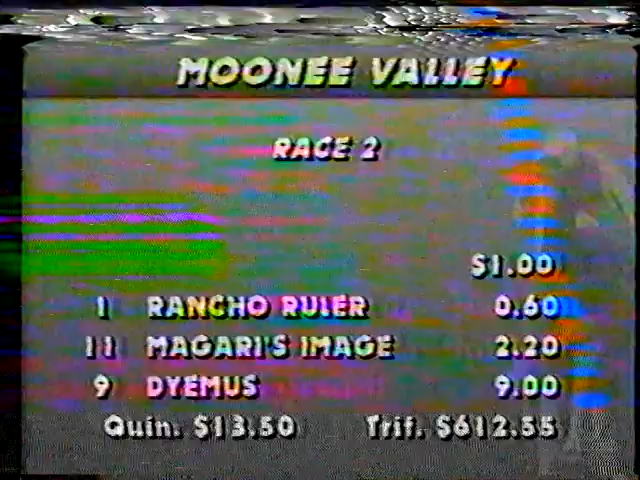 MOONEE VALLEY
RACE 2
$1.00
1 RANCHO RULER 0.60
11 MAGARI'S IMAGE 2.20
9 DYEMUS 9.00
Quin. $13.50 Trif. $612.55